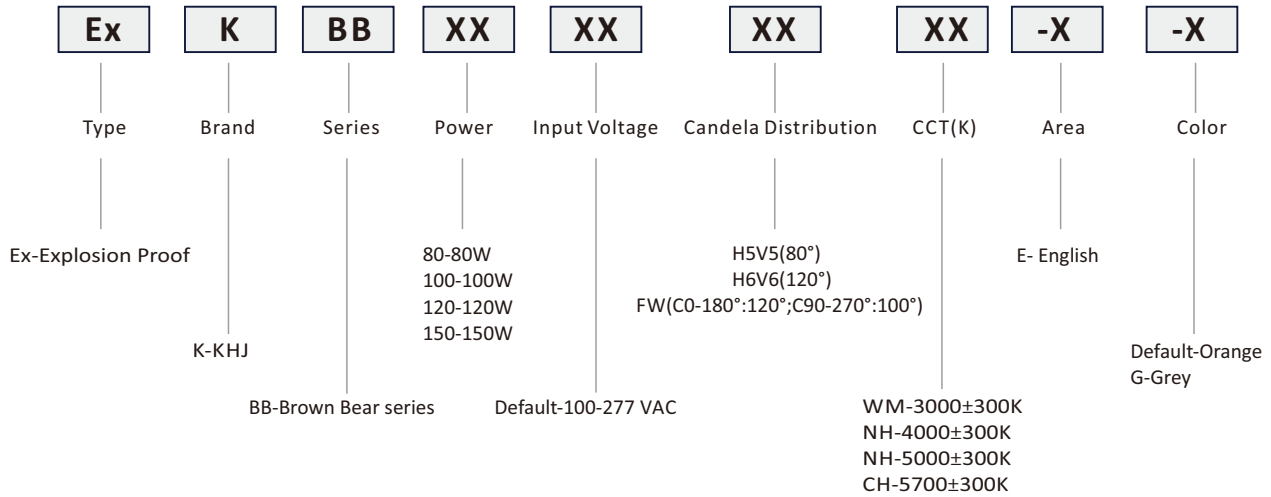 Ex K BB XX XX XX XX -X -X
Type Brand Series Power Input Voltage Candela Distribution CCT(K) Area Color
Ex-Explosion Proof
K-KHJ
BB-Brown Bear series
80-80W
100-100W
120-120W
150-150W
Default-100-277 VAC
H5V5(80°)
H6V6(120°)
FW(C0-180°:120°;C90-270°:100°)
WM-3000±300K
NH-4000±300K
NH-5000±300K
CH-5700±300K
E- English
Default-Orange
G-Grey